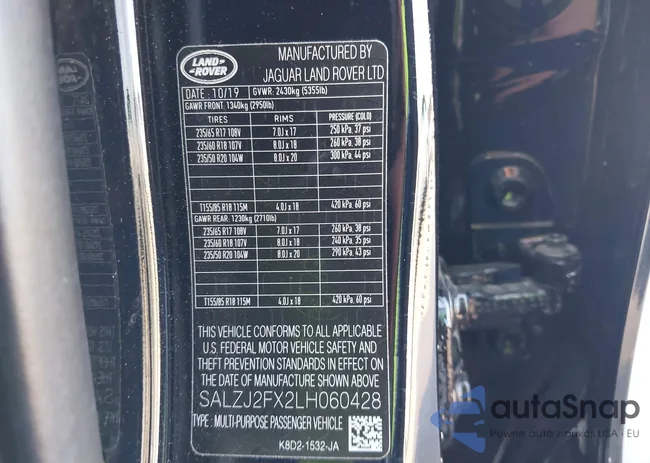 LAND-
ROVER
MANUFACTURED BY
JAGUAR LAND ROVER LTD
DATE: 10/19 GVWR: 2430kg (5355lb)
GAWR FRONT: 1340kg (2950lb)
TIRES RIMS PRESSURE (COLD)
235/65 R17 108V 7.0J x 17 250 kPa, 37 psi
235/60 R18 107V 8.0J x 18 260 kPa, 38 psi
235/50 R20 104W 8.0J x 20 300 kPa, 44 psi
T155/85 R18 115M 4.0J x 18 420 kPa, 60 psi
GAWR REAR: 1230kg (2710lb)
235/65 R17 108V 7.0J x 17 260 kPa, 38 psi
235/60 R18 107V 8.0J x 18 240 kPa, 35 psi
235/50 R20 104W 8.0J x 20 290 kPa, 43 psi
T155/85 R18 115M 4.0J x 18 420 kPa, 60 psi
THIS VEHICLE CONFORMS TO ALL APPLICABLE
U.S. FEDERAL MOTOR VEHICLE SAFETY AND
THEFT PREVENTION STANDARDS IN EFFECT ON
THE DATE OF MANUFACTURE SHOWN ABOVE
SALZJ2FX2LH060428
TYPE: MULTI-PURPOSE PASSENGER VEHICLE
K8D2-1532-JA
autoSnap
Pewne auto z aukcji USA i EU